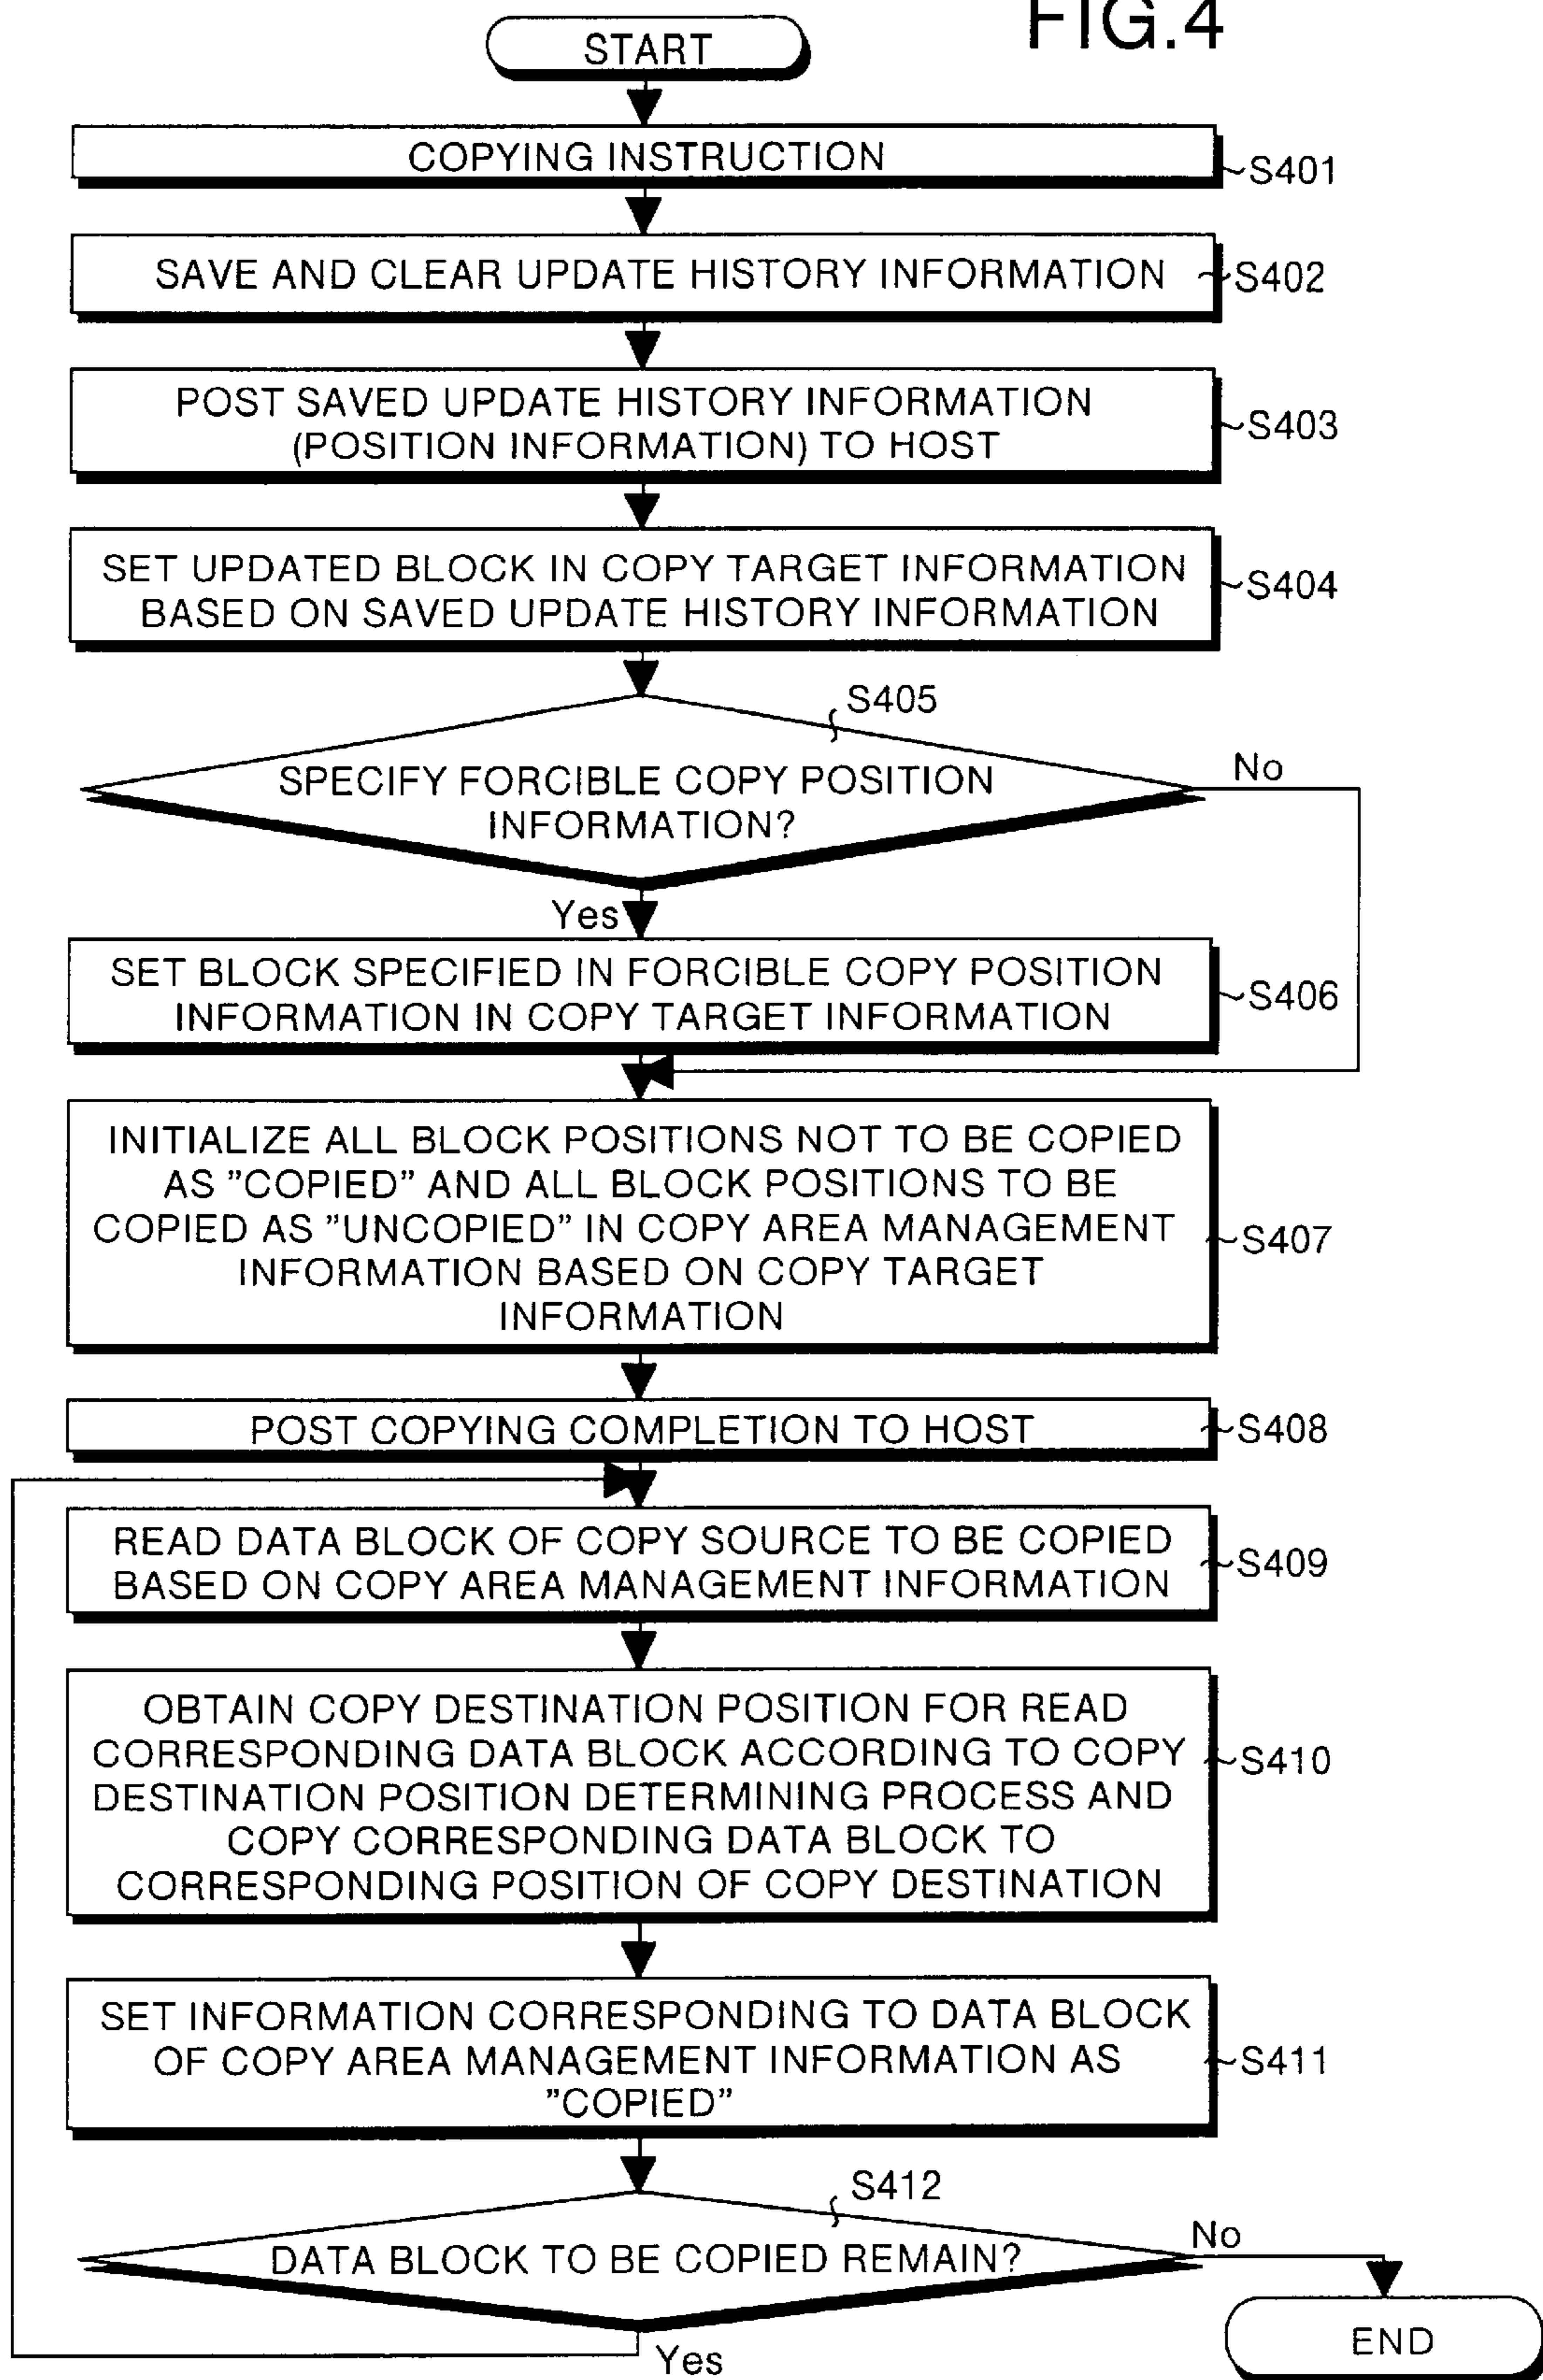 FIG.4
START
COPYING INSTRUCTION
S401
SAVE AND CLEAR UPDATE HISTORY INFORMATION
S402
POST SAVED UPDATE HISTORY INFORMATION
(POSITION INFORMATION) TO HOST
S403
SET UPDATED BLOCK IN COPY TARGET INFORMATION
BASED ON SAVED UPDATE HISTORY INFORMATION
S404
S405
SPECIFY FORCIBLE COPY POSITION
INFORMATION?
No
Yes
SET BLOCK SPECIFIED IN FORCIBLE COPY POSITION
INFORMATION IN COPY TARGET INFORMATION
S406
INITIALIZE ALL BLOCK POSITIONS NOT TO BE COPIED
AS "COPIED" AND ALL BLOCK POSITIONS TO BE
COPIED AS "UNCOPIED" IN COPY AREA MANAGEMENT
INFORMATION BASED ON COPY TARGET
INFORMATION
S407
POST COPYING COMPLETION TO HOST
S408
READ DATA BLOCK OF COPY SOURCE TO BE COPIED
BASED ON COPY AREA MANAGEMENT INFORMATION
S409
OBTAIN COPY DESTINATION POSITION FOR READ
CORRESPONDING DATA BLOCK ACCORDING TO COPY
DESTINATION POSITION DETERMINING PROCESS AND
COPY CORRESPONDING DATA BLOCK TO
CORRESPONDING POSITION OF COPY DESTINATION
S410
SET INFORMATION CORRESPONDING TO DATA BLOCK
OF COPY AREA MANAGEMENT INFORMATION AS
"COPIED"
S411
S412
DATA BLOCK TO BE COPIED REMAIN?
No
Yes
END